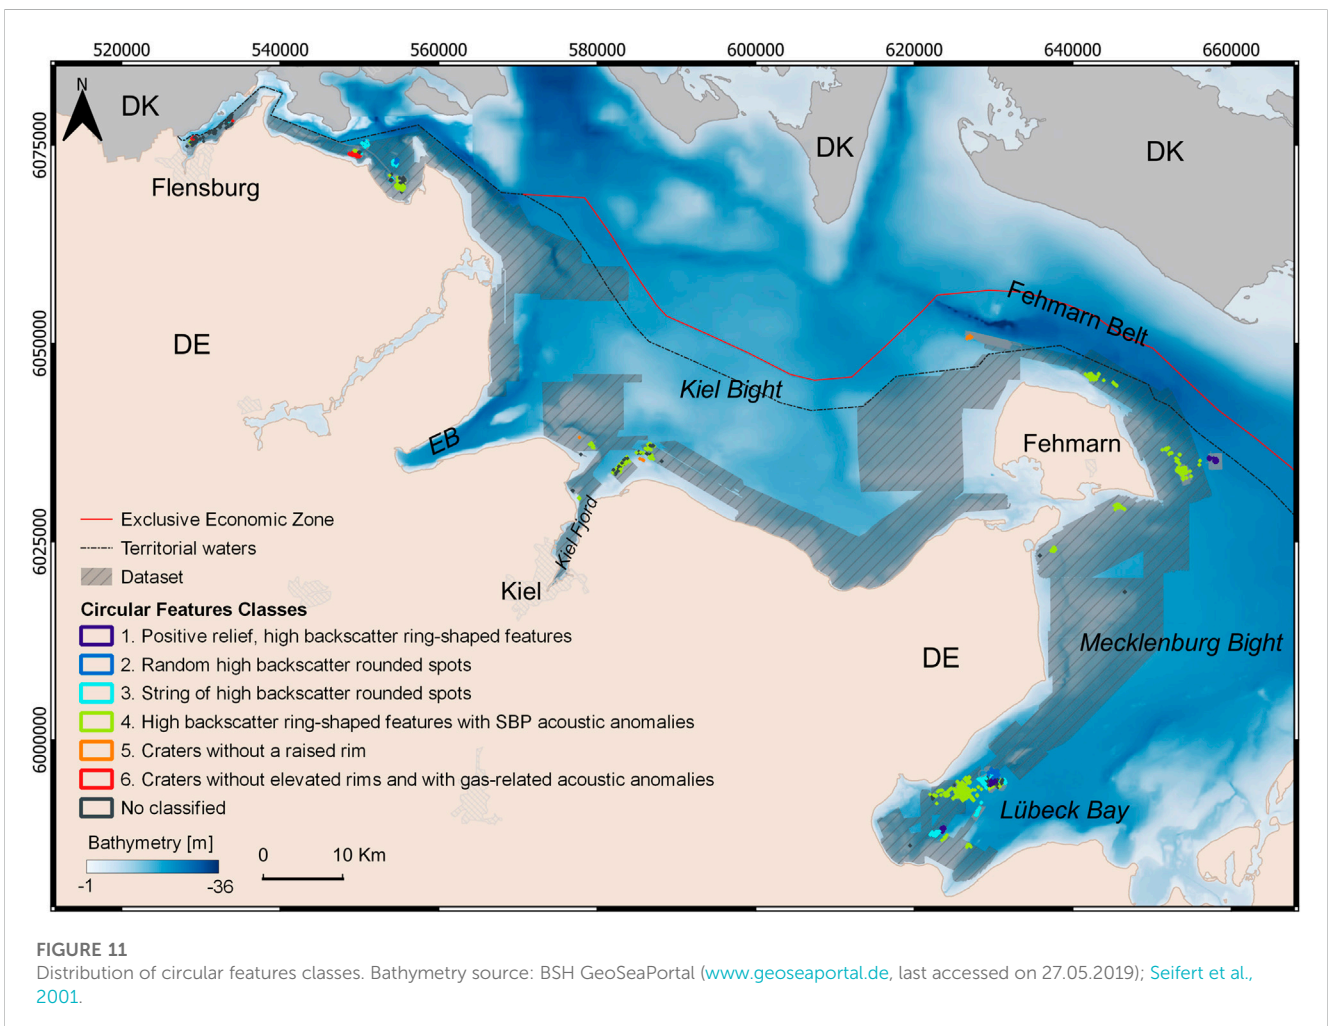 520000 540000 560000 580000 600000 620000 640000 660000
6075000
6050000
6025000
6000000
N
DK
DK
DK
Flensburg
DE
Fehmarn Belt
Kiel Bight
EB
Fehmarn
Kiel Fjord
Kiel
DE
Mecklenburg Bight
Lübeck Bay
Exclusive Economic Zone
Territorial waters
Dataset
Circular Features Classes
1. Positive relief, high backscatter ring-shaped features
2. Random high backscatter rounded spots
3. String of high backscatter rounded spots
4. High backscatter ring-shaped features with SBP acoustic anomalies
5. Craters without a raised rim
6. Craters without elevated rims and with gas-related acoustic anomalies
No classified
Bathymetry [m]
-1 -36
0 10 Km
FIGURE 11
Distribution of circular features classes. Bathymetry source: BSH GeoSeaPortal (www.geoseaportal.de, last accessed on 27.05.2019); Seifert et al.,
2001.